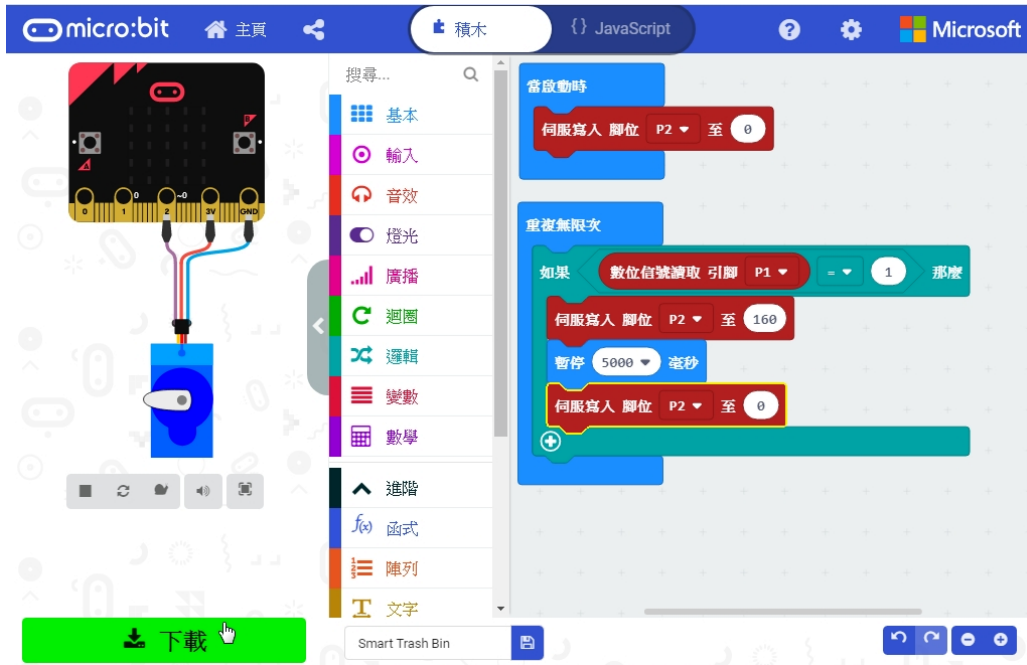 micro:bit 主頁 積木 {} JavaScript ? Microsoft
0 1 2 3V GND
0 ~0
搜尋...
基本
輸入
音效
燈光
廣播
迴圈
邏輯
變數
數學
進階
f(x) 函式
陣列
文字
當啟動時
伺服寫入 腳位 P2 至 0
重複無限次
如果 數位信號讀取 引腳 P1 = 1 那麼
伺服寫入 腳位 P2 至 160
暫停 5000 毫秒
伺服寫入 腳位 P2 至 0
下載
Smart Trash Bin